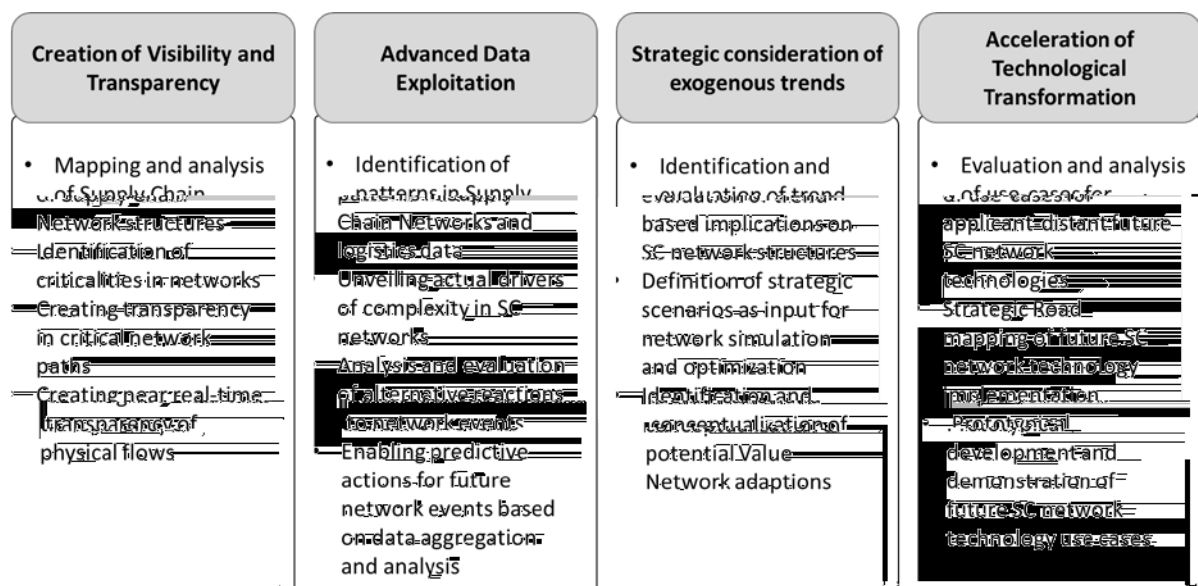 Creation of Visibility and
Transparency
• Mapping and analysis
of Supply Chain
Network structures
Identification of
criticalities in networks
Creating transparency
in critical network
paths
Creating near real-time
transparency of
physical flows
Advanced Data
Exploitation
• Identification of
patterns in Supply
Chain Networks and
logistics data
Unveiling actual drivers
of complexity in SC
networks
Analysis and evaluation
of alternative reactions
to network events
Enabling predictive
actions for future
network events based
on data aggregation
and analysis
Strategic consideration of
exogenous trends
• Identification and
evaluation of trend
based implications on
SC network structures
Definition of strategic
scenarios as input for
network simulation
and optimization
Identification and
conceptualization of
potential Value
Network adaptions
Acceleration of
Technological
Transformation
• Evaluation and analysis
of use-cases for
applicant-distant future
SC network
technologies
Strategic Road
mapping of future SC
network technology
implementation
Prototypical
development and
demonstration of
future SC network
technology use cases